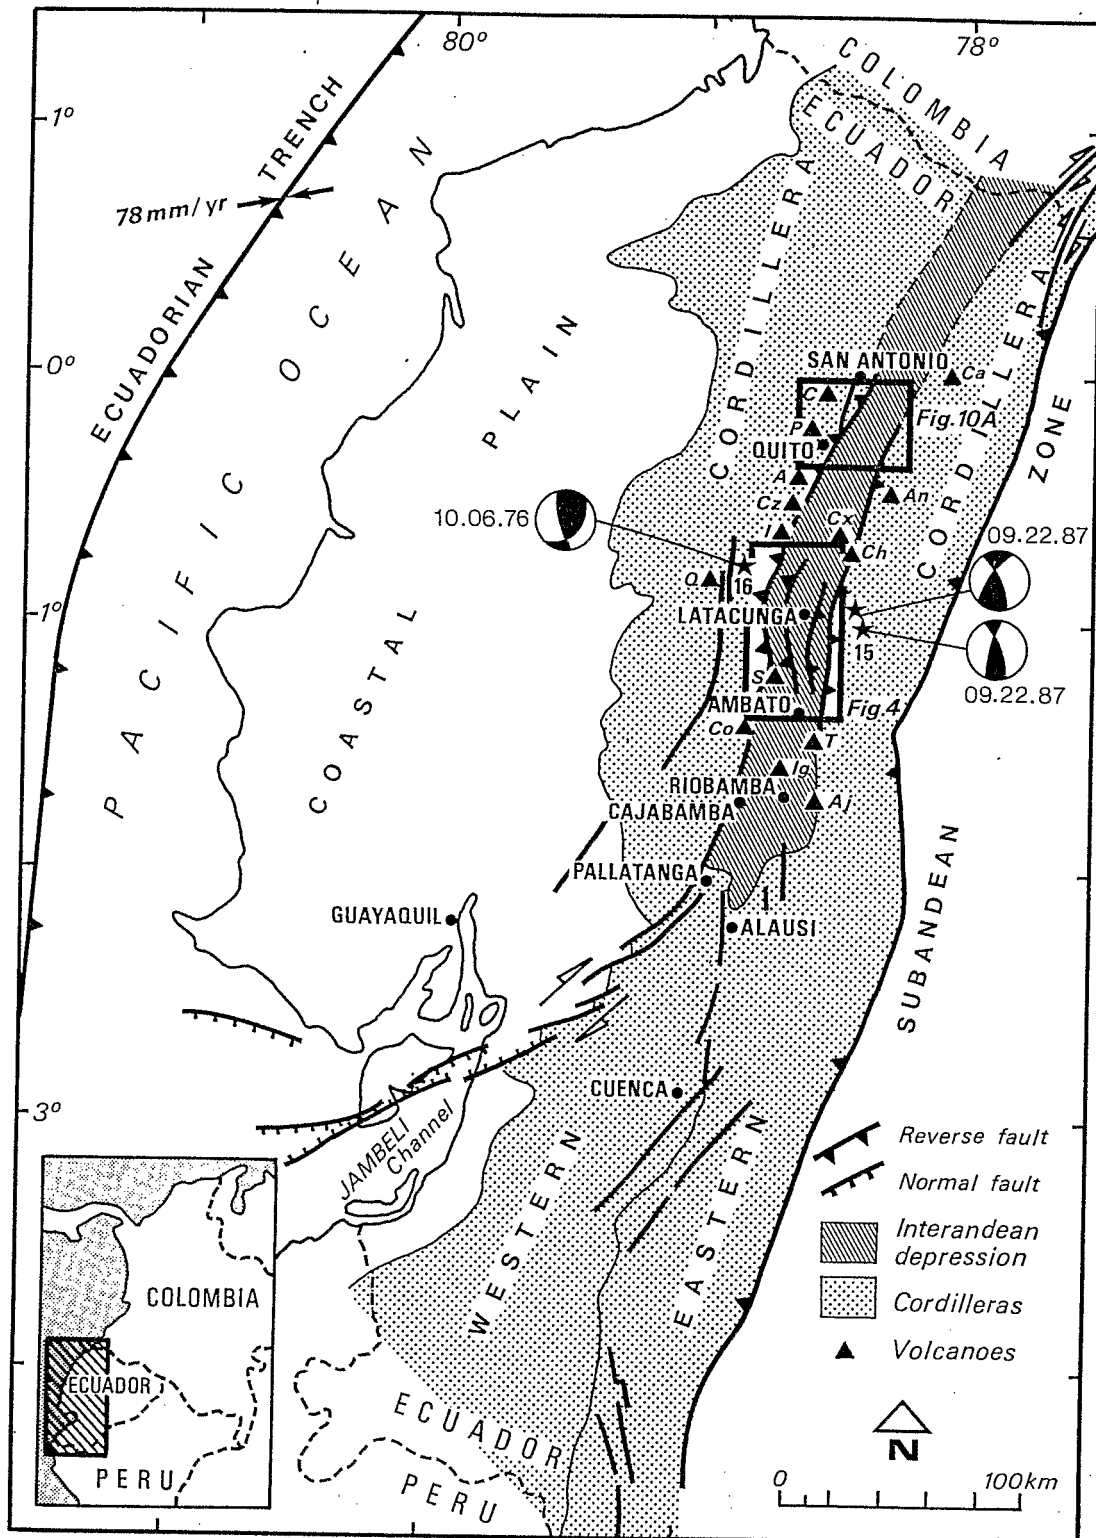 80°
78°
COLOMBIA
ECUADOR
1°
ECUADORIAN TRENCH
78 mm/yr
PACIFIC OCEAN
COASTAL PLAIN
CORDILLERA
CORDILLERA
0°
SAN ANTONIO
Ca
C
Fig. 10A
P
QUITO
A
An
Cz
ZONE
10.06.76
I
Cx
Ch
09.22.87
Q
16
1°
LATACUNGA
15
S
09.22.87
AMBATO
Fig.4
Co
T
Ig
RIOBAMBA
CAJABAMBA
Aj
PALLATANGA
GUAYAQUIL
ALAUSI
SUBANDEAN
CUENCA
3°
JAMBELI
Channel
WESTERN
EASTERN
Reverse fault
Normal fault
Interandean
depression
Cordilleras
Volcanoes
COLOMBIA
ECUADOR
PERU
ECUADOR
PERU
N
0 100km